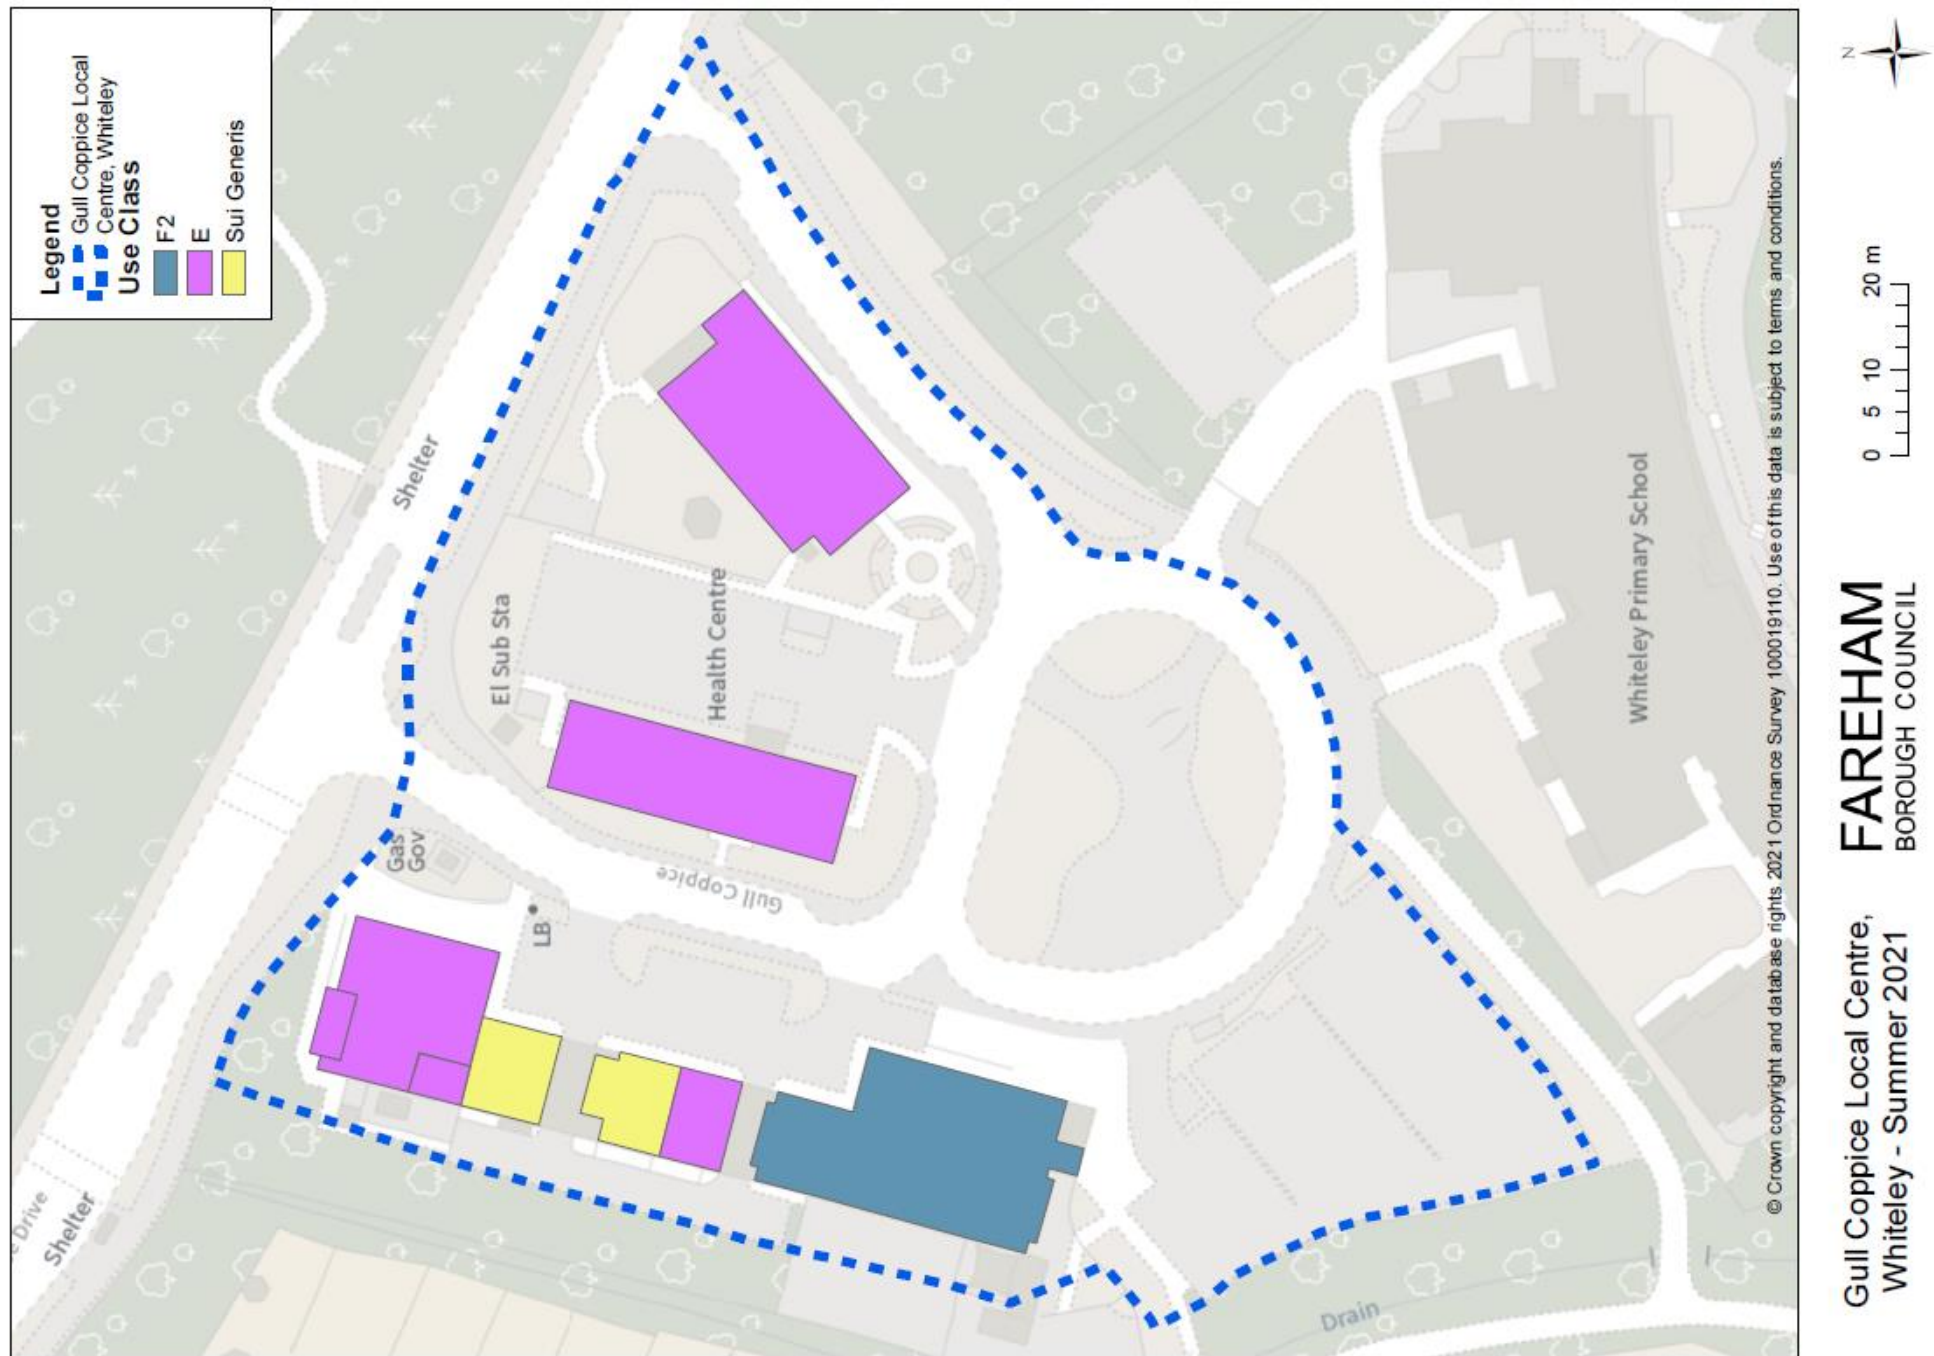 Legend
Gull Coppice Local
Centre, Whiteley
Use Class
F2
E
Sui Generis
Shelter
El Sub Sta
Health Centre
Gas
Gov
LB
Gull Coppice
Drive
Shelter
Drain
Whiteley Primary School
© Crown copyright and database rights 2021 Ordnance Survey 100019110. Use of this data is subject to terms and conditions.
N
0 5 10 20 m
Gull Coppice Local Centre,
Whiteley - Summer 2021
FAREHAM
BOROUGH COUNCIL